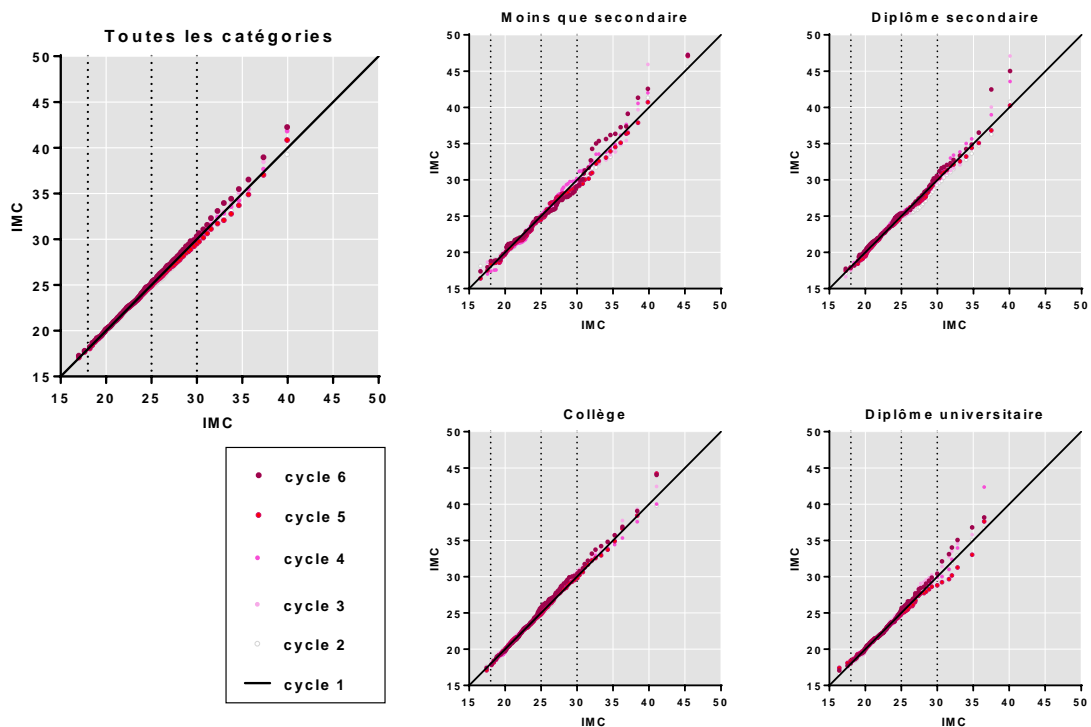 Toutes les catégories
50
45
40
35
30
25
20
15
IMC
15 20 25 30 35 40 45 50
IMC
Moins que secondaire
50
45
40
35
30
25
20
15
IMC
15 20 25 30 35 40 45 50
IMC
Diplôme secondaire
50
45
40
35
30
25
20
15
IMC
15 20 25 30 35 40 45 50
IMC
cycle 6
cycle 5
cycle 4
cycle 3
cycle 2
cycle 1
Collège
50
45
40
35
30
25
20
15
IMC
15 20 25 30 35 40 45 50
IMC
Diplôme universitaire
50
45
40
35
30
25
20
15
IMC
15 20 25 30 35 40 45 50
IMC